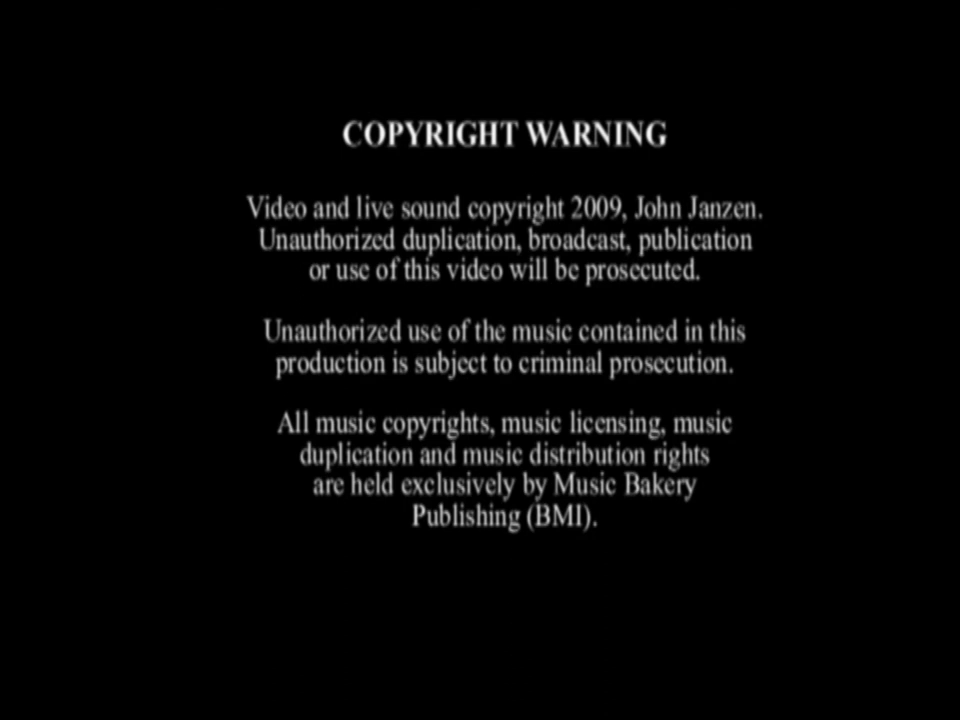 COPYRIGHT WARNING
Video and live sound copyright 2009, John Janzen.
Unauthorized duplication, broadcast, publication
or use of this video will be prosecuted.
Unauthorized use of the music contained in this
production is subject to criminal prosecution.
All music copyrights, music licensing, music
duplication and music distribution rights
are held exclusively by Music Bakery
Publishing (BMI).